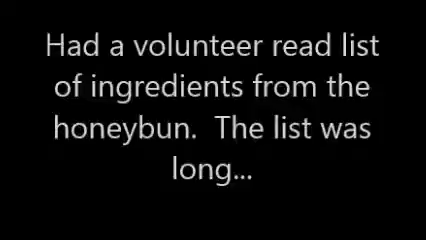 Had a volunteer read list
of ingredients from the
honeybun.  The list was
long...